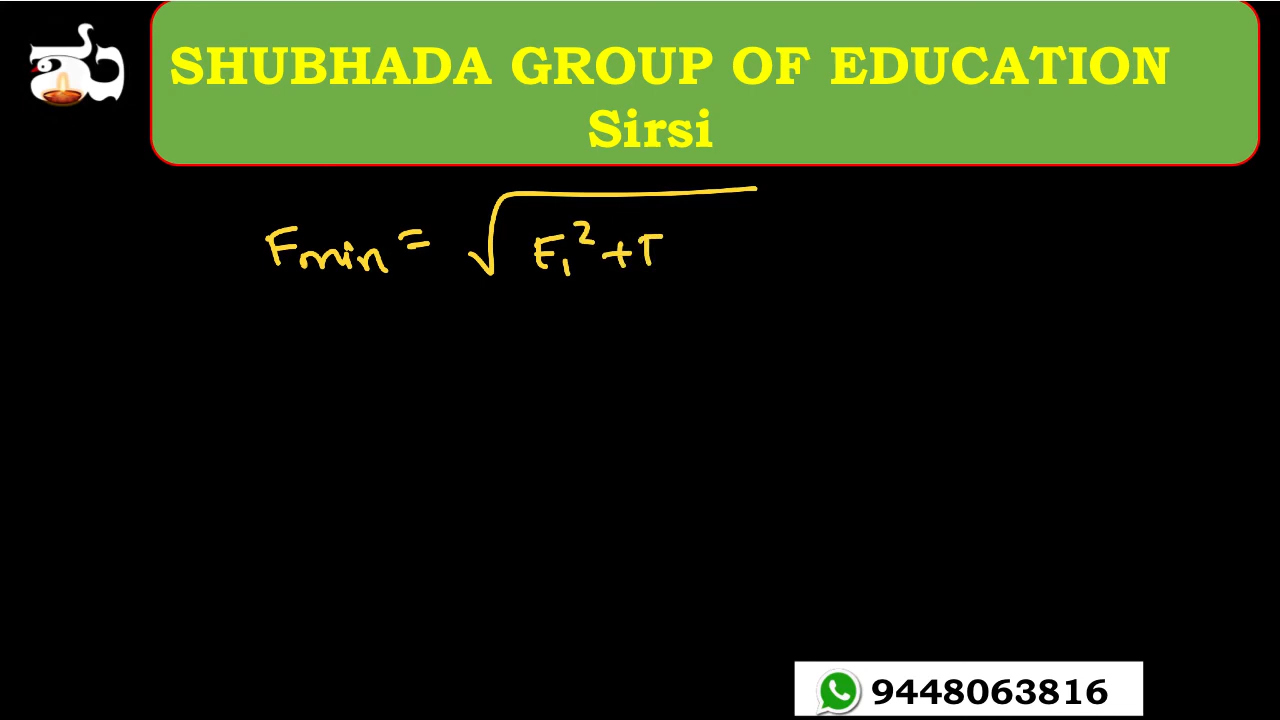 SHUBHADA GROUP OF EDUCATION
Sirsi
Fmin = √F₁² + T
9448063816